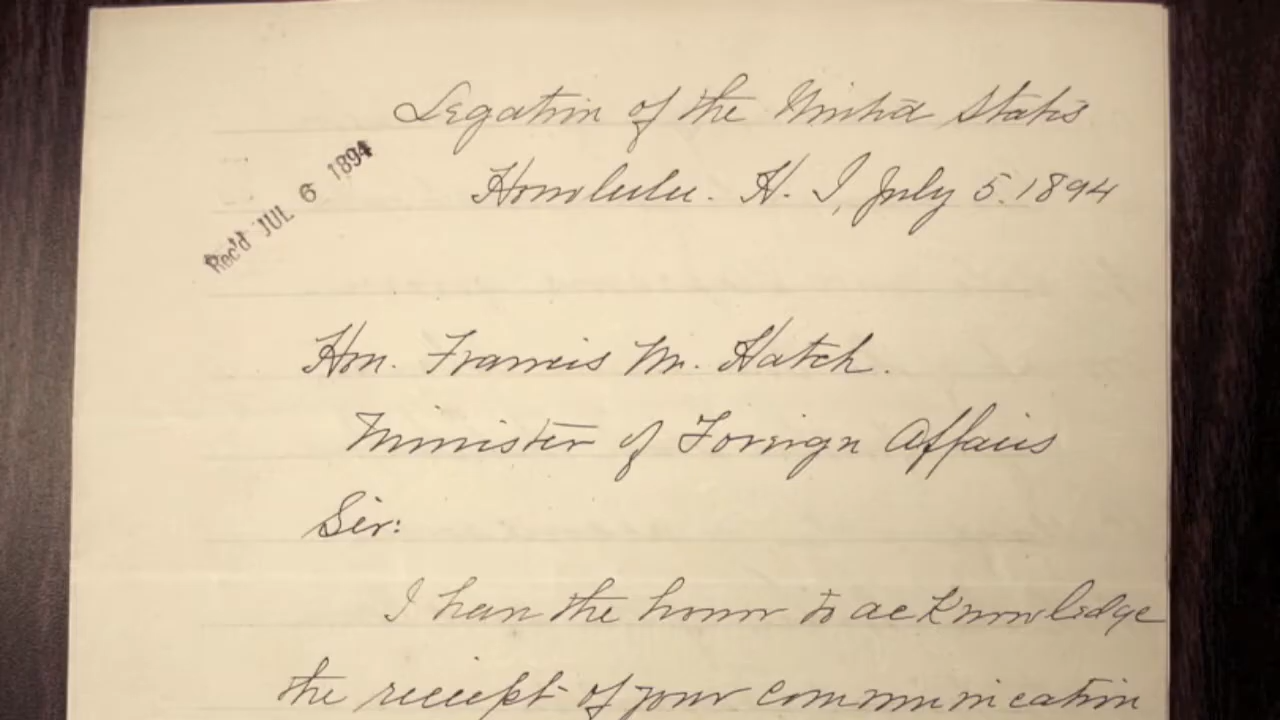 Legation of the United States
Rec'd JUL 6 1894
Honolulu. H. I, July 5. 1894
Hon. Francis M. Hatch.
Minister of Foreign Affairs
Sir:
I have the honor to acknowledge
the receipt of your communication